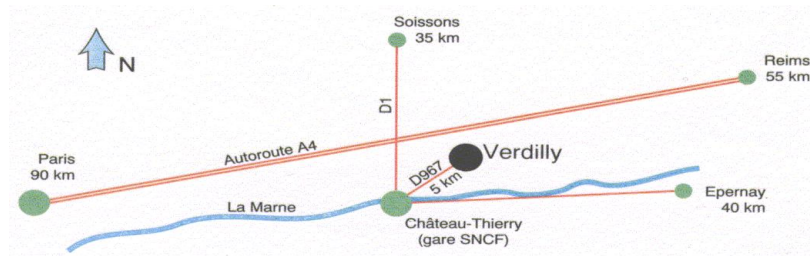 Soissons
35 km
N
Reims
55 km
D1
Autoroute A4
Paris
90 km
Verdilly
D967
5 km
La Marne
Epernay
40 km
Château-Thierry
(gare SNCF)